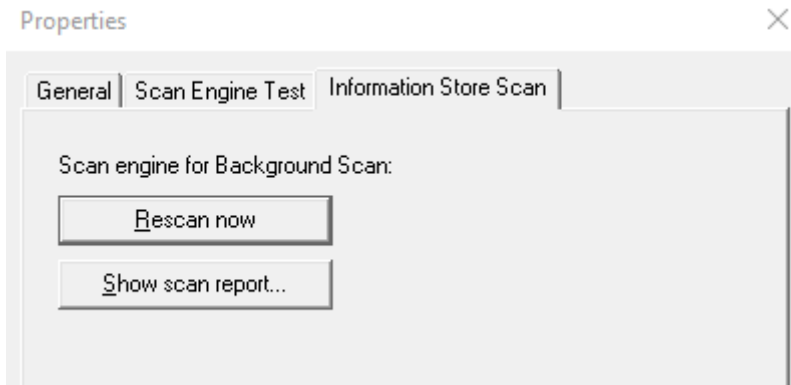 Properties
General Scan Engine Test Information Store Scan
Scan engine for Background Scan:
Rescan now
Show scan report...